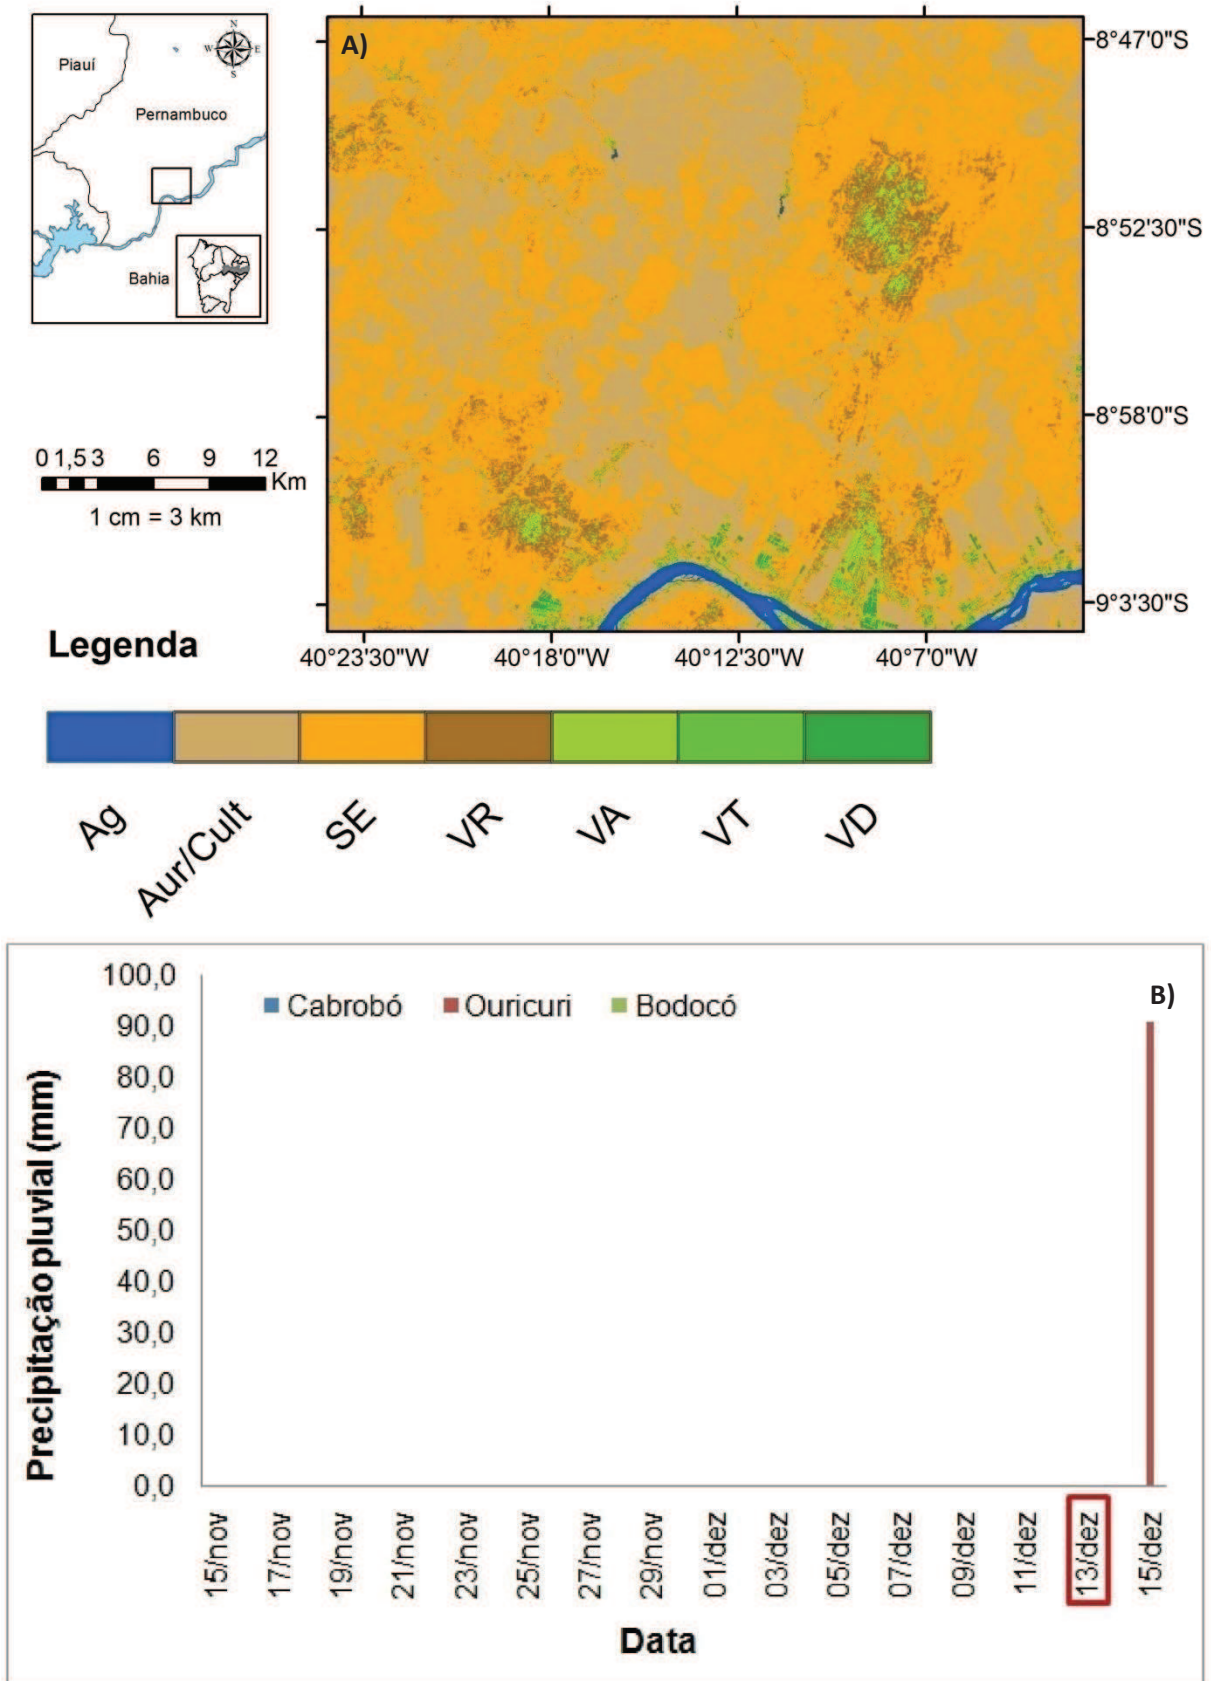 Piauí
N
W
E
S
Pernambuco
Bahia
A)
8°47'0"S
8°52'30"S
8°58'0"S
9°3'30"S
40°23'30"W 40°18'0"W 40°12'30"W 40°7'0"W
0 1,5 3 6 9 12
Km
1 cm = 3 km
Legenda
Ag
Aur/Cult
SE
VR
VA
VT
VD
B)
Cabrobó Ouricuri Bodocó
Precipitação pluvial (mm)
100,0
90,0
80,0
70,0
60,0
50,0
40,0
30,0
20,0
10,0
0,0
15/nov
17/nov
19/nov
21/nov
23/nov
25/nov
27/nov
29/nov
01/dez
03/dez
05/dez
07/dez
09/dez
11/dez
13/dez
15/dez
Data